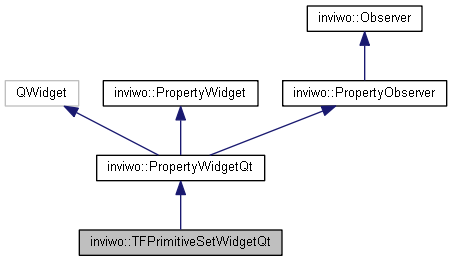 inviwo::Observer
QWidget
inviwo::PropertyWidget
inviwo::PropertyObserver
inviwo::PropertyWidgetQt
inviwo::TFPrimitiveSetWidgetQt